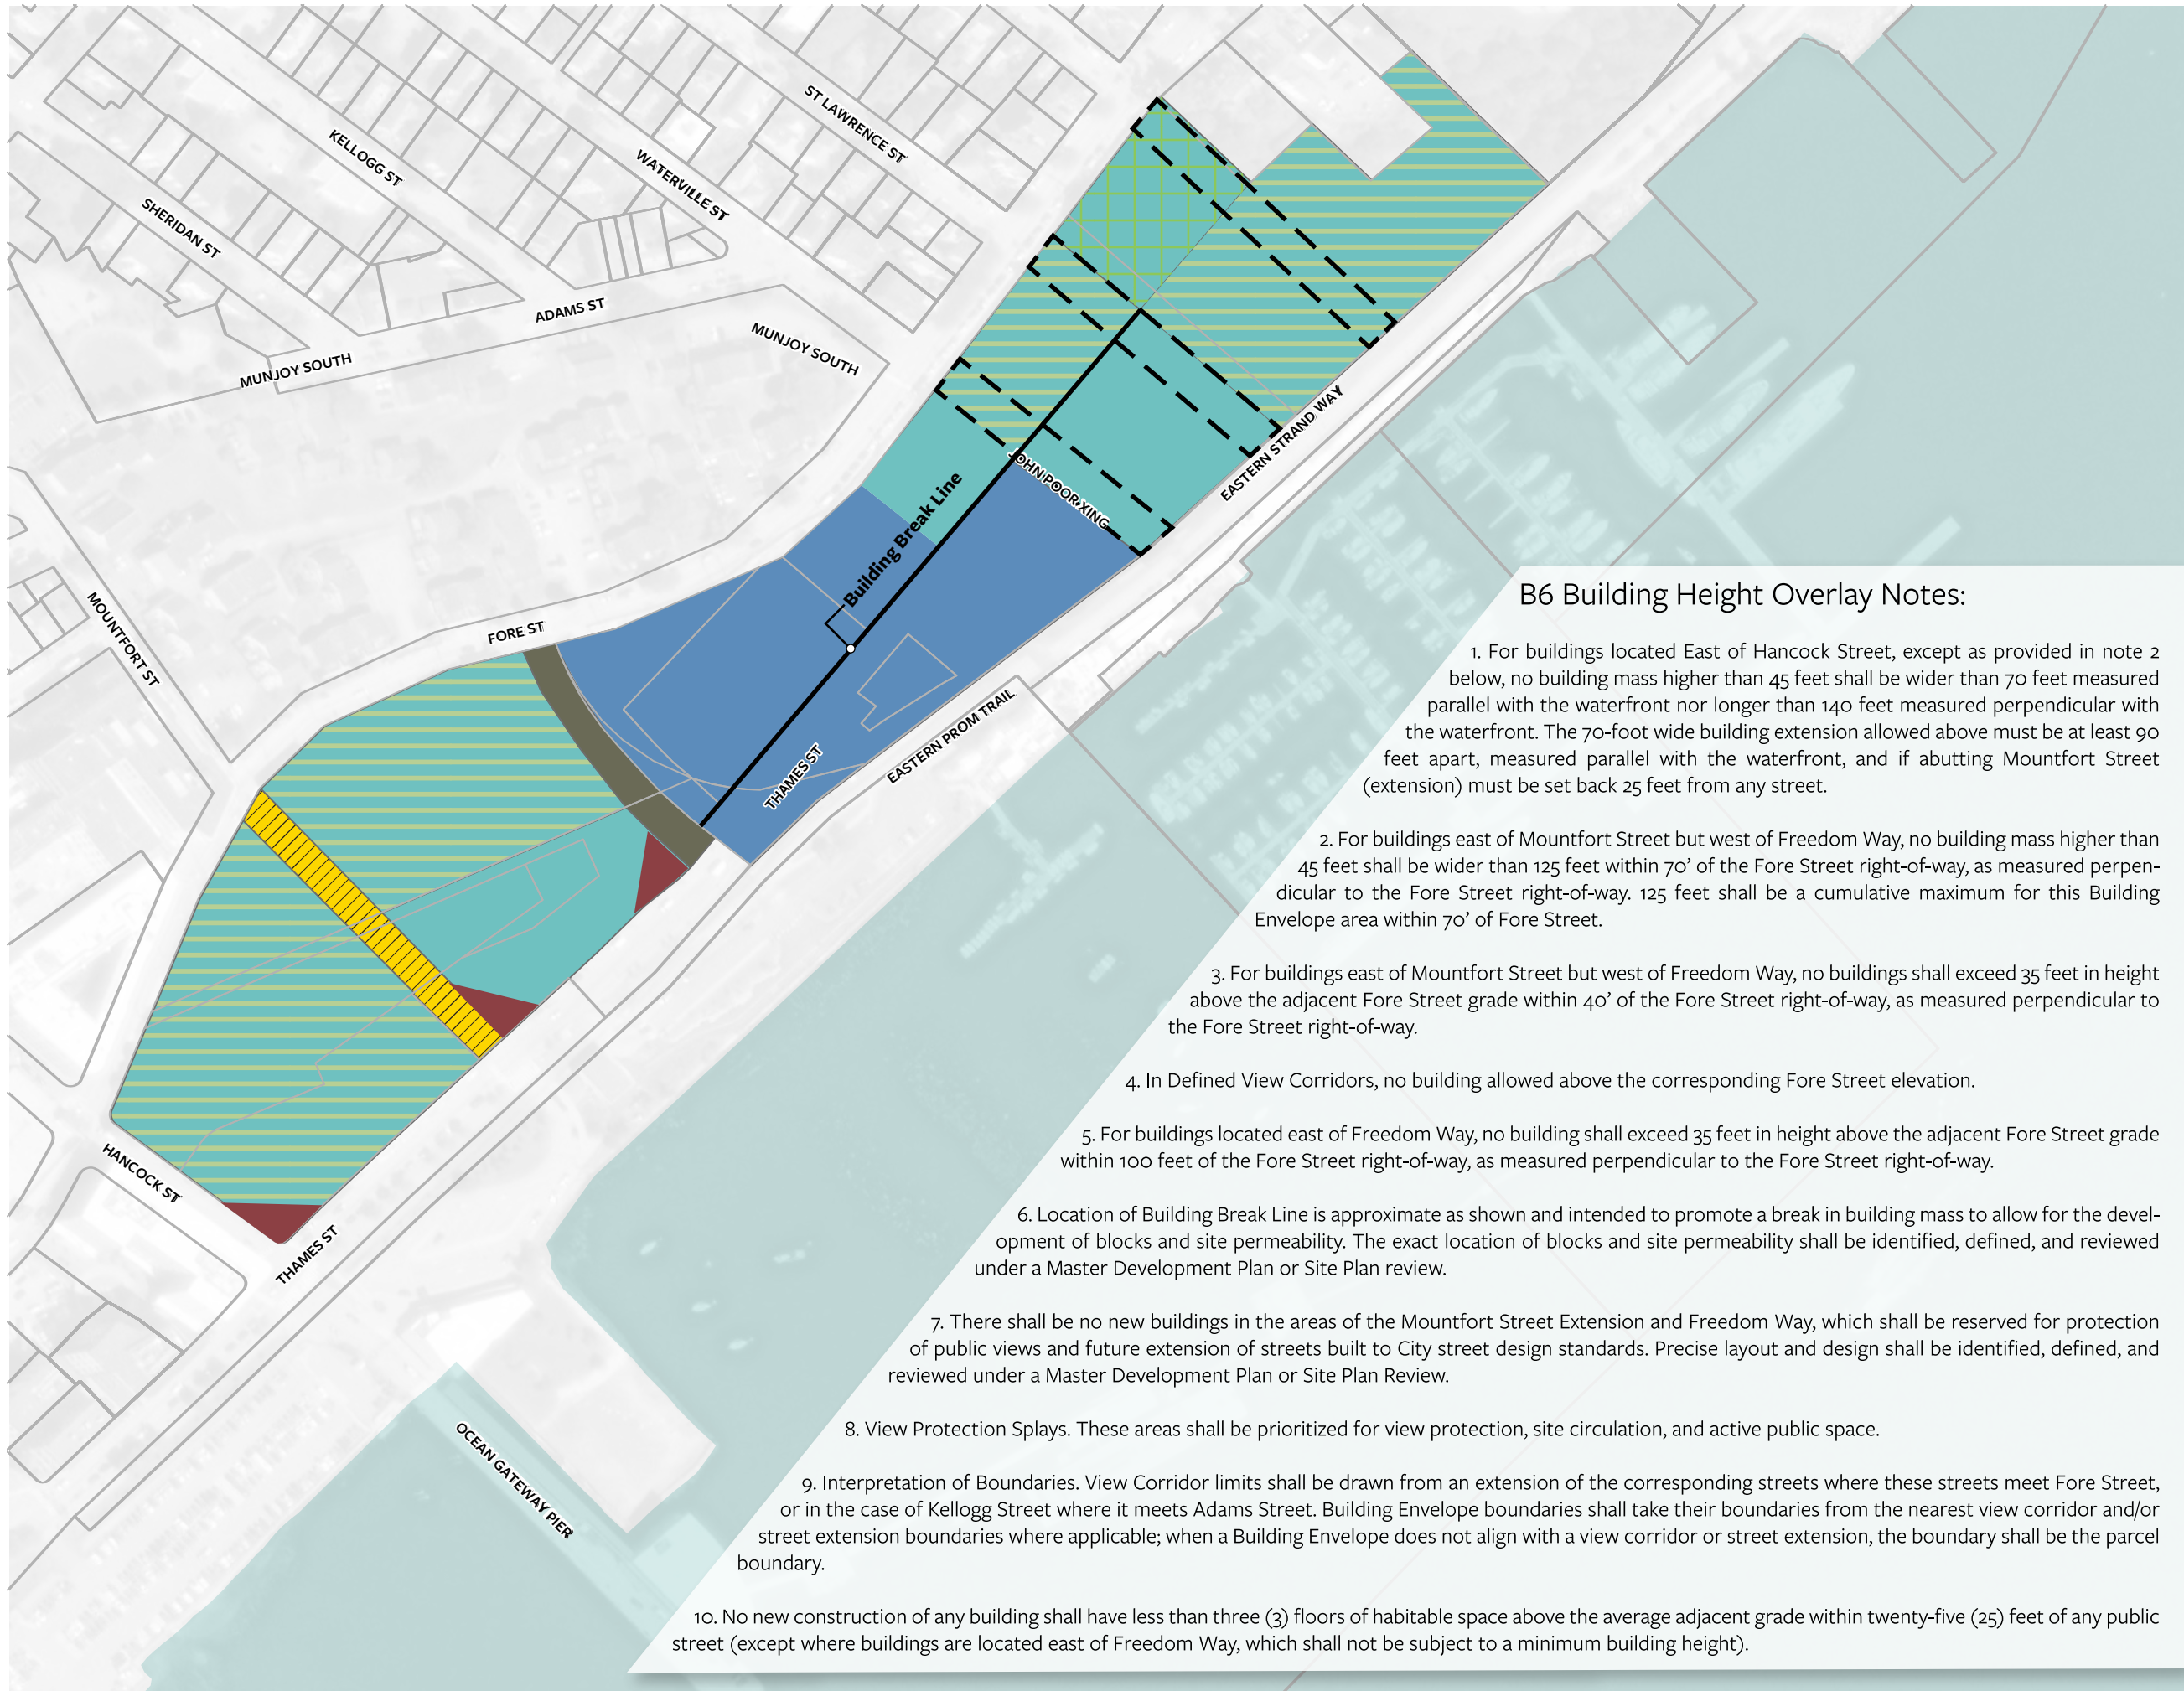 ST LAWRENCE ST
KELLOGG ST
WATERVILLE ST
SHERIDAN ST
ADAMS ST
MUNJOY SOUTH
MUNJOY SOUTH
EASTERN STRAND WAY
JOHN POOR XING
Building Break Line
MOUNTFORT ST
FORE ST
THAMES ST
EASTERN PROM TRAIL
HANCOCK ST
THAMES ST
OCEAN GATEWAY PIER
B6 Building Height Overlay Notes:
1. For buildings located East of Hancock Street, except as provided in note 2
below, no building mass higher than 45 feet shall be wider than 70 feet measured
parallel with the waterfront nor longer than 140 feet measured perpendicular with
the waterfront. The 70-foot wide building extension allowed above must be at least 90
feet apart, measured parallel with the waterfront, and if abutting Mountfort Street
(extension) must be set back 25 feet from any street.
2. For buildings east of Mountfort Street but west of Freedom Way, no building mass higher than
45 feet shall be wider than 125 feet within 70' of the Fore Street right-of-way, as measured perpen-
dicular to the Fore Street right-of-way. 125 feet shall be a cumulative maximum for this Building
Envelope area within 70' of Fore Street.
3. For buildings east of Mountfort Street but west of Freedom Way, no buildings shall exceed 35 feet in height
above the adjacent Fore Street grade within 40' of the Fore Street right-of-way, as measured perpendicular to
the Fore Street right-of-way.
4. In Defined View Corridors, no building allowed above the corresponding Fore Street elevation.
5. For buildings located east of Freedom Way, no building shall exceed 35 feet in height above the adjacent Fore Street grade
within 100 feet of the Fore Street right-of-way, as measured perpendicular to the Fore Street right-of-way.
6. Location of Building Break Line is approximate as shown and intended to promote a break in building mass to allow for the devel-
opment of blocks and site permeability. The exact location of blocks and site permeability shall be identified, defined, and reviewed
under a Master Development Plan or Site Plan review.
7. There shall be no new buildings in the areas of the Mountfort Street Extension and Freedom Way, which shall be reserved for protection
of public views and future extension of streets built to City street design standards. Precise layout and design shall be identified, defined, and
reviewed under a Master Development Plan or Site Plan Review.
8. View Protection Splays. These areas shall be prioritized for view protection, site circulation, and active public space.
9. Interpretation of Boundaries. View Corridor limits shall be drawn from an extension of the corresponding streets where these streets meet Fore Street,
or in the case of Kellogg Street where it meets Adams Street. Building Envelope boundaries shall take their boundaries from the nearest view corridor and/or
street extension boundaries where applicable; when a Building Envelope does not align with a view corridor or street extension, the boundary shall be the parcel
boundary.
10. No new construction of any building shall have less than three (3) floors of habitable space above the average adjacent grade within twenty-five (25) feet of any public
street (except where buildings are located east of Freedom Way, which shall not be subject to a minimum building height).